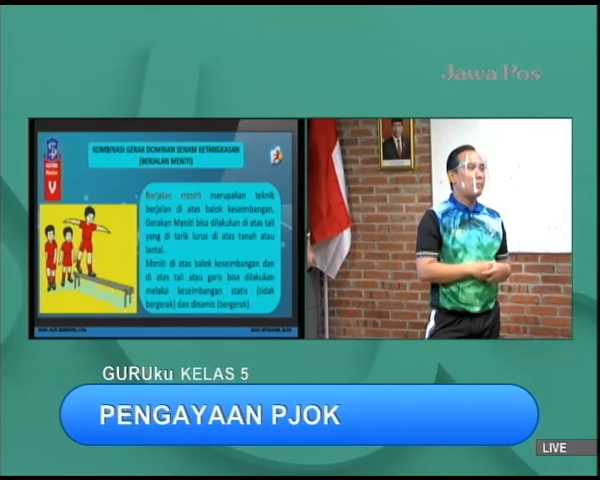 Jawa Pos
KOMBINASI GERAK DOMINAN SENAM KETANGKASAN
(BERJALAN MENITI)
V
Berjalan meniti merupakan teknik
berjalan di atas balok keseimbangan.
Gerakan Meniti bisa dilakukan di atas tali
yang di tarik lurus di atas tanah atau
lantai.
Meniti di atas balok keseimbangan dan
di atas tali atau garis bisa dilakukan
melalui keseimbangan statis (tidak
bergerak) dan dinamis (bergerak)
GURUku KELAS 5
PENGAYAAN PJOK
LIVE